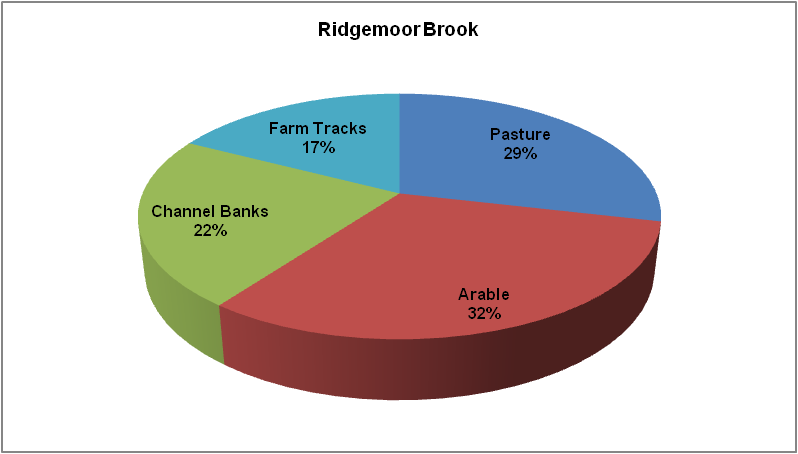 Ridgemoor Brook
Farm Tracks
17%
Pasture
29%
Channel Banks
22%
Arable
32%